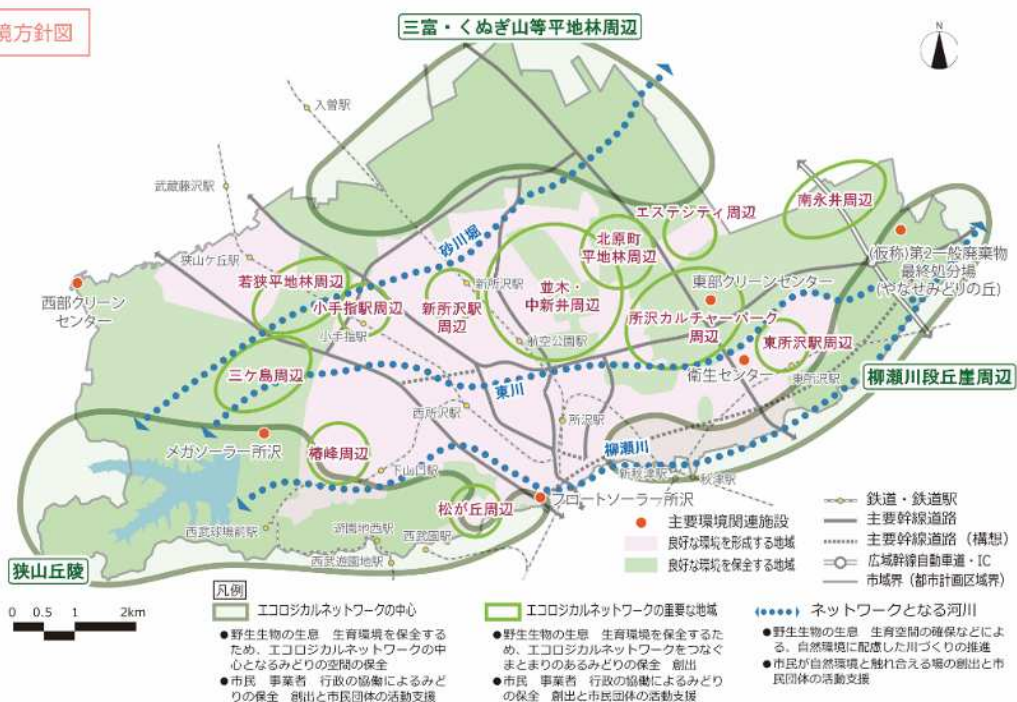 境方針図
三富・くぬぎ山等平地林周辺
N
入曽駅
武蔵藤沢駅
エステシティ周辺
南永井周辺
砂川堀
北原町
平地林周辺
(仮称)第2一般廃棄物
最終処分場
(やなせみどりの丘)
狭山ケ丘駅
若狭平地林周辺
新所沢駅
並木・
中新井周辺
東部クリーンセンター
西部クリーン
センター
小手指駅周辺
小手指駅
新所沢駅
周辺
所沢カルチャーパーク
周辺
航空公園駅
東所沢駅周辺
三ケ島周辺
衛生センター
東所沢駅
柳瀬川段丘崖周辺
東川
西所沢駅
所沢駅
メガソーラー所沢
椿峰周辺
柳瀬川
下山口駅
新秋津駅
秋津駅
松が丘周辺
フロートソーラー所沢
西武球場前駅
遊園地西駅
西武園駅
西武遊園地駅
狭山丘陵
主要環境関連施設
良好な環境を形成する地域
良好な環境を保全する地域
鉄道・鉄道駅
主要幹線道路
主要幹線道路（構想）
広域幹線自動車道・IC
市域界（都市計画区域界）
0 0.5 1 2km
凡例
エコロジカルネットワークの中心
●野生生物の生息 生育環境を保全する
ため、エコロジカルネットワークの中
心となるみどりの空間の保全
●市民 事業者 行政の協働によるみど
りの保全 創出と市民団体の活動支援
エコロジカルネットワークの重要な地域
●野生生物の生息 生育環境を保全するた
め、エコロジカルネットワークをつなぐ
まとまりのあるみどりの保全 創出
●市民 事業者 行政の協働によるみどり
の保全 創出と市民団体の活動支援
ネットワークとなる河川
●野生生物の生息 生育空間の確保などによ
る、自然環境に配慮した川づくりの推進
●市民が自然環境と触れ合える場の創出と市
民団体の活動支援